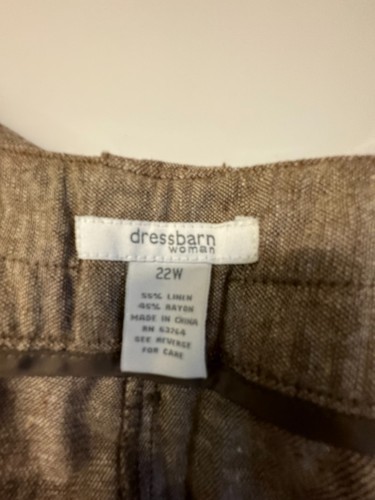 dressbarn
woman
22W
55% LINEN
45% RAYON
MADE IN CHINA
RN 63764
SEE REVERSE
FOR CARE